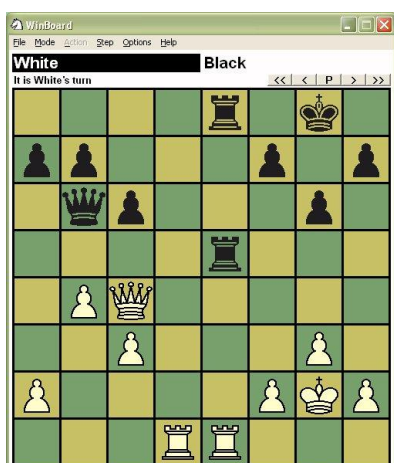 WinBoard
File Mode Action Step Options Help
White Black
It is White's turn << < P > >>